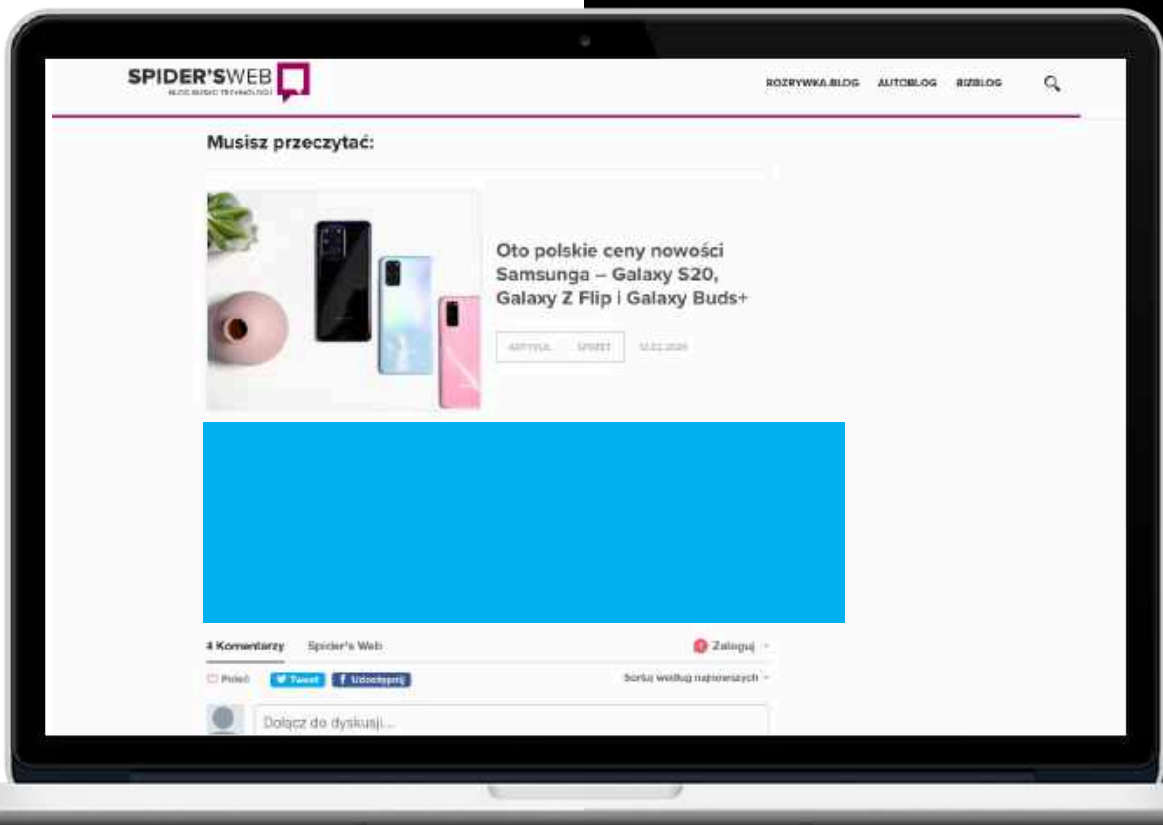 SPIDER'SWEB
ROZRYWKA.BLOG AUTOBLOG BIZBLOG
Musisz przeczytać:
Oto polskie ceny nowości
Samsunga – Galaxy S20,
Galaxy Z Flip i Galaxy Buds+
SPRZĘT
4 Komentarzy Spider's Web Zaloguj
Poleć Tweet Udostępnij Sortuj według najnowszych
Dołącz do dyskusji...